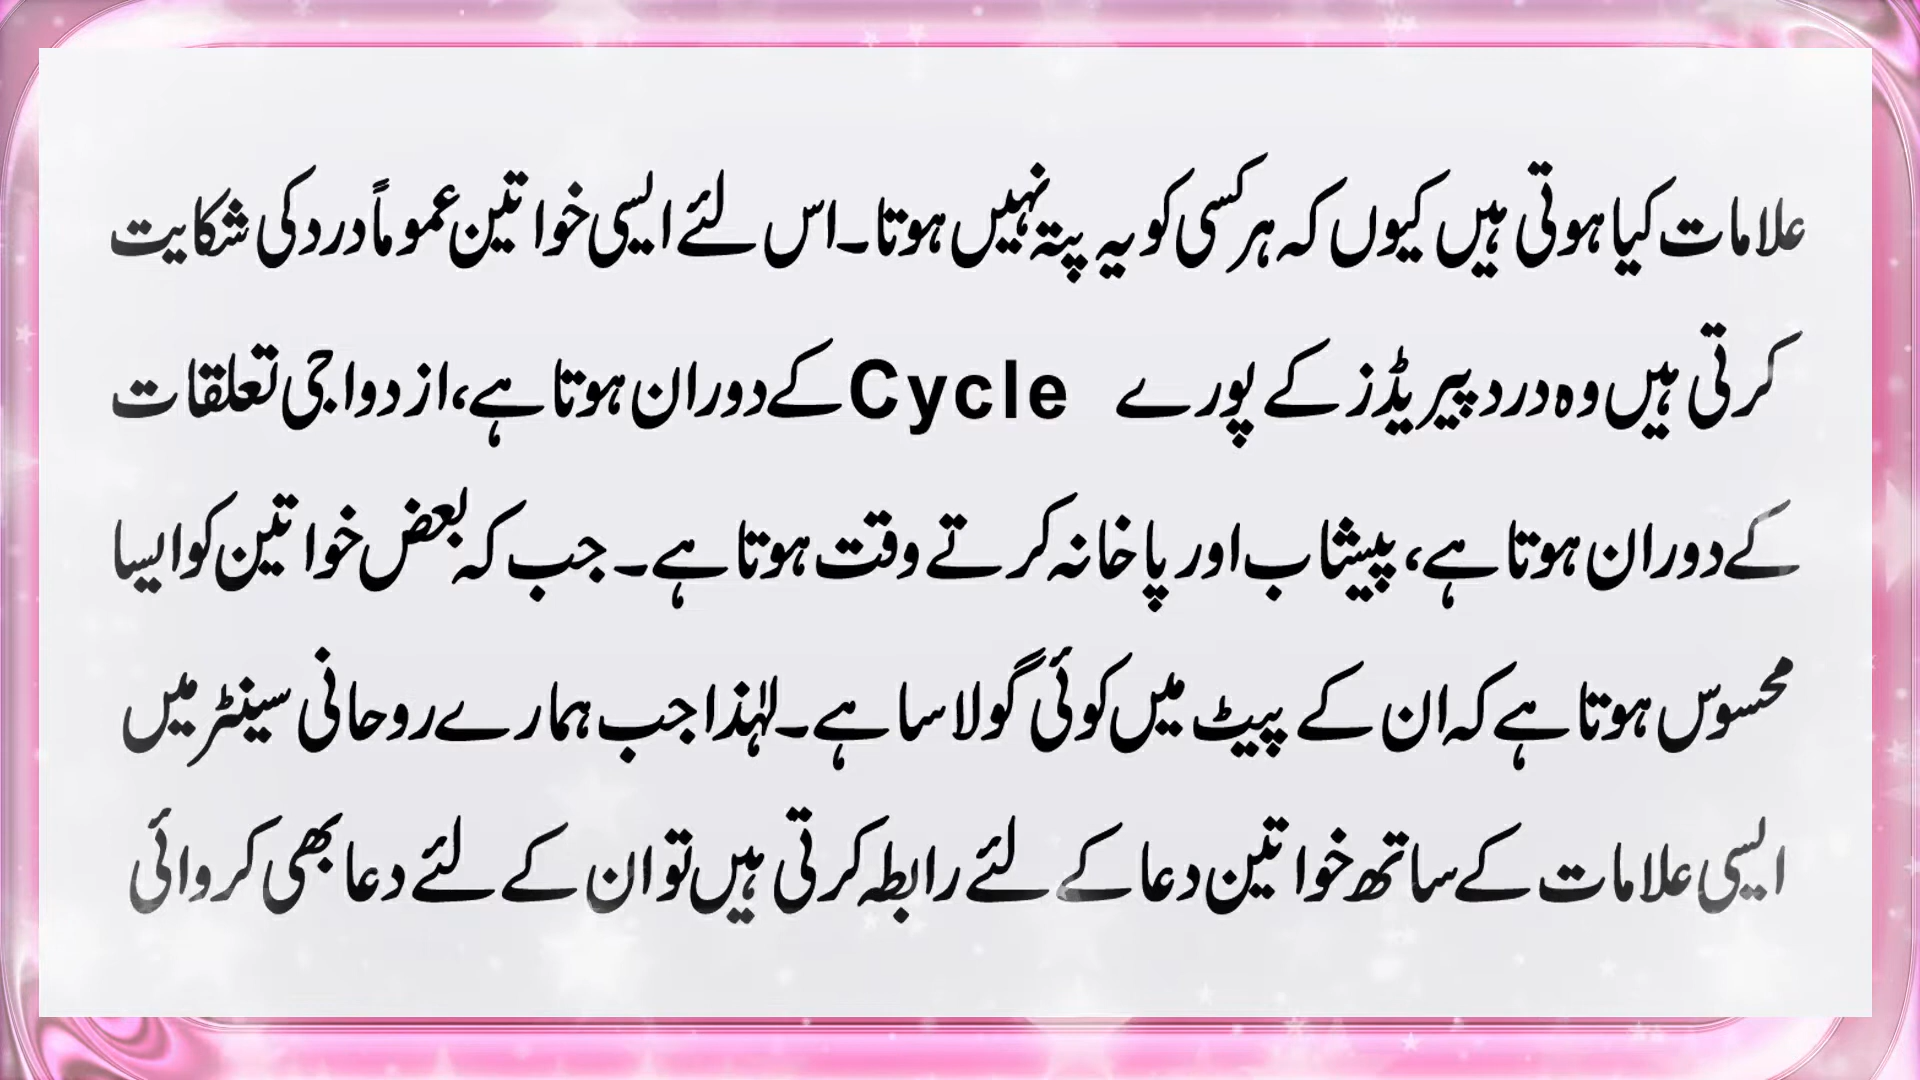 علامات کیا ہوتی ہیں کیوں کہ ہر کسی کو یہ پتہ نہیں ہوتا۔ اس لئے ایسی خواتین عموماً درد کی شکایت
کرتی ہیں وہ درد پیریڈز کے پورے Cycle کے دوران ہوتا ہے، ازدواجی تعلقات
کے دوران ہوتا ہے، پیشاب اور پاخانہ کرتے وقت ہوتا ہے۔ جب کہ بعض خواتین کو ایسا
محسوس ہوتا ہے کہ ان کے پیٹ میں کوئی گولا سا ہے۔ لہٰذا جب ہمارے روحانی سینٹر میں
ایسی علامات کے ساتھ خواتین دعا کے لئے رابطہ کرتی ہیں تو ان کے لئے دعا بھی کروائی